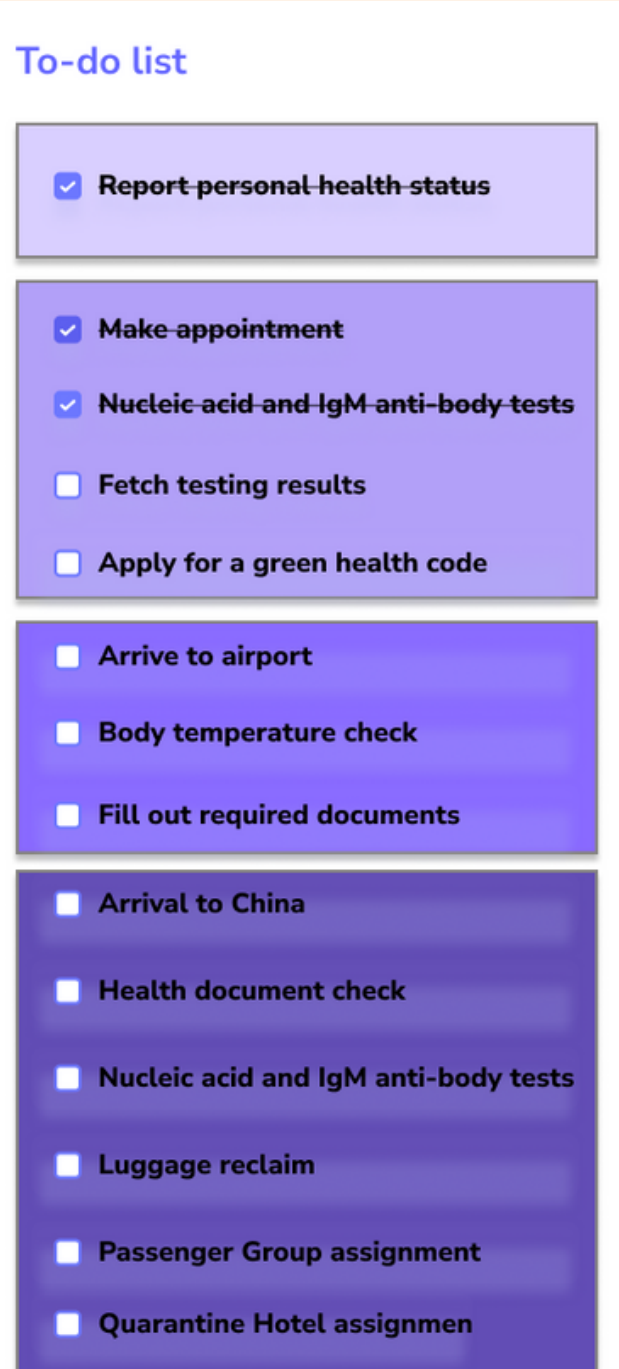 To-do list
Report personal health status
Make appointment
Nucleic acid and IgM anti-body tests
Fetch testing results
Apply for a green health code
Arrive to airport
Body temperature check
Fill out required documents
Arrival to China
Health document check
Nucleic acid and IgM anti-body tests
Luggage reclaim
Passenger Group assignment
Quarantine Hotel assignmen